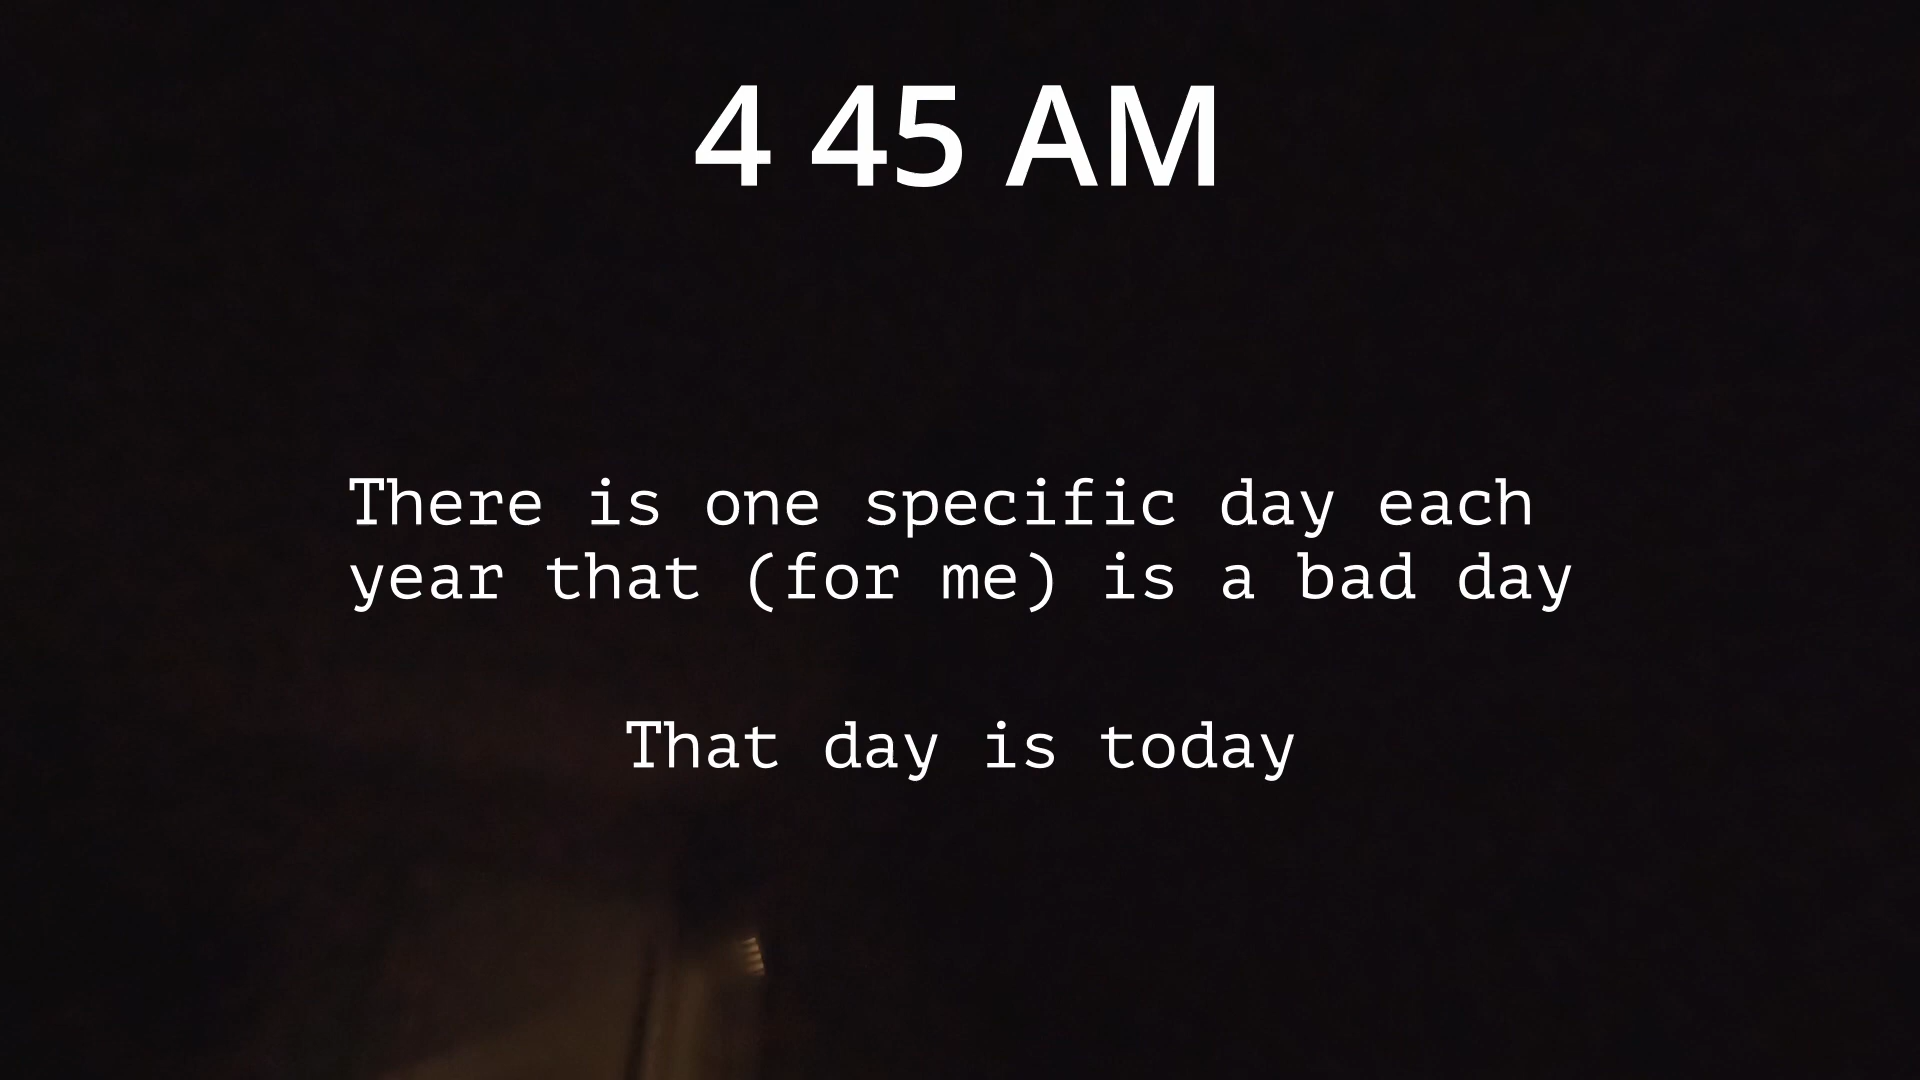 4 45 AM
There is one specific day each
year that (for me) is a bad day
That day is today